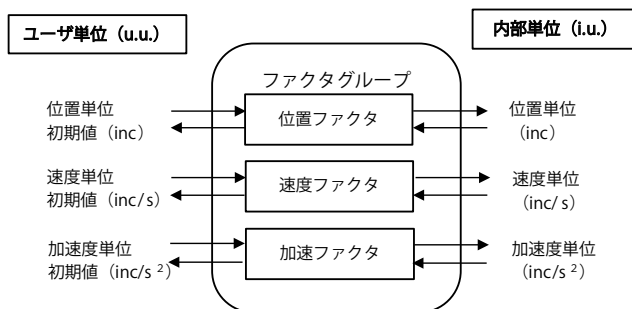 ユーザ単位（u.u.）
内部単位（i.u.）
ファクタグループ
位置単位
初期値（inc）
位置ファクタ
位置単位
（inc）
速度単位
初期値（inc/s）
速度ファクタ
速度単位
（inc/s）
加速度単位
初期値（inc/s ²）
加速ファクタ
加速度単位
（inc/s ²）